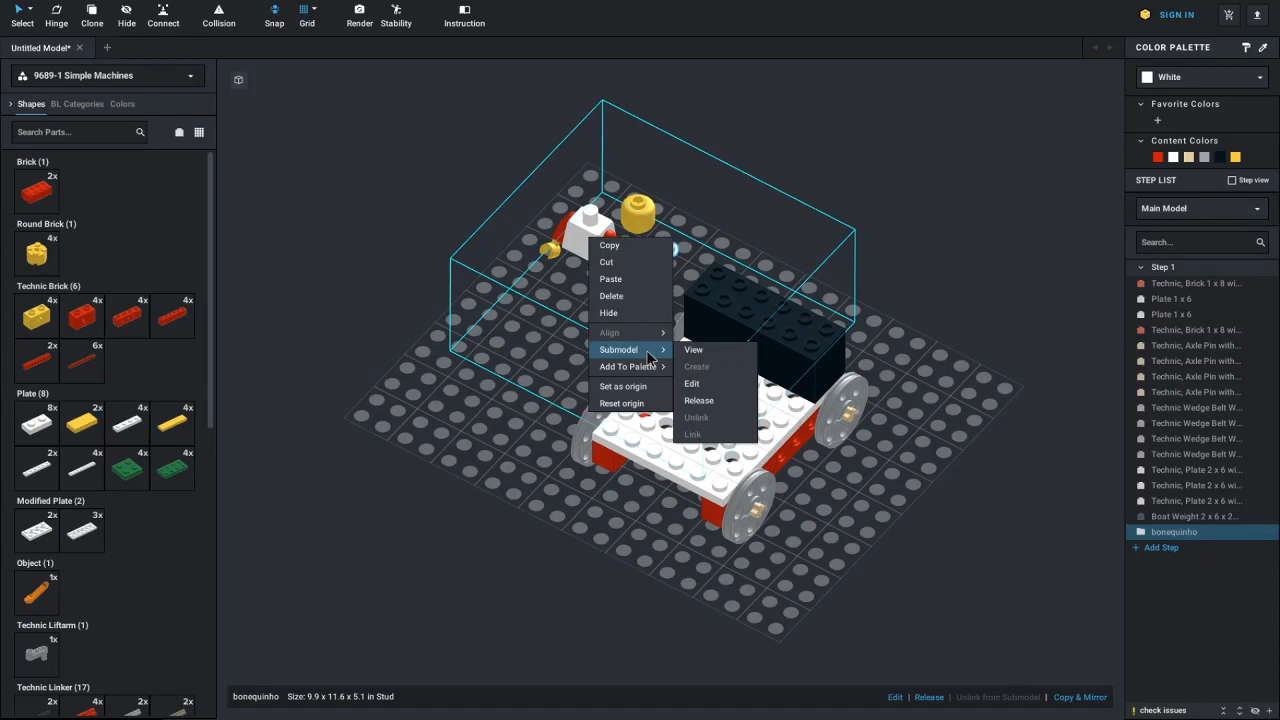 Select Hinge Clone Hide Connect Collision Snap Grid Render Stability Instruction SIGN IN
Untitled Model*
9689-1 Simple Machines
Shapes BL Categories Colors
Search Parts...
Brick (1)
2x
Round Brick (1)
4x
Technic Brick (6)
4x 4x 4x 4x
2x 6x
Plate (8)
8x 2x 4x 4x
2x 4x 2x 4x
Modified Plate (2)
2x 3x
Object (1)
1x
Technic Liftarm (1)
1x
Technic Linker (17)
2x 4x 2x 4x
Copy
Cut
Paste
Delete
Hide
Align
Submodel
Add To Palette
Set as origin
Reset origin
View
Create
Edit
Release
Unlink
Link
bonequinho Size: 9.9 x 11.6 x 5.1 in Stud
Edit | Release | Unlink from Submodel | Copy & Mirror
COLOR PALETTE
White
Favorite Colors
+
Content Colors
STEP LIST Step view
Main Model
Search...
Step 1
Technic, Brick 1 x 8 wi...
Plate 1 x 6
Plate 1 x 6
Technic, Brick 1 x 8 wi...
Technic, Axle Pin with...
Technic, Axle Pin with...
Technic, Axle Pin with...
Technic, Axle Pin with...
Technic Wedge Belt W...
Technic Wedge Belt W...
Technic Wedge Belt W...
Technic Wedge Belt W...
Technic, Plate 2 x 6 wi...
Technic, Plate 2 x 6 wi...
Technic, Plate 2 x 6 wi...
Boat Weight 2 x 6 x 2...
bonequinho
+ Add Step
check issues